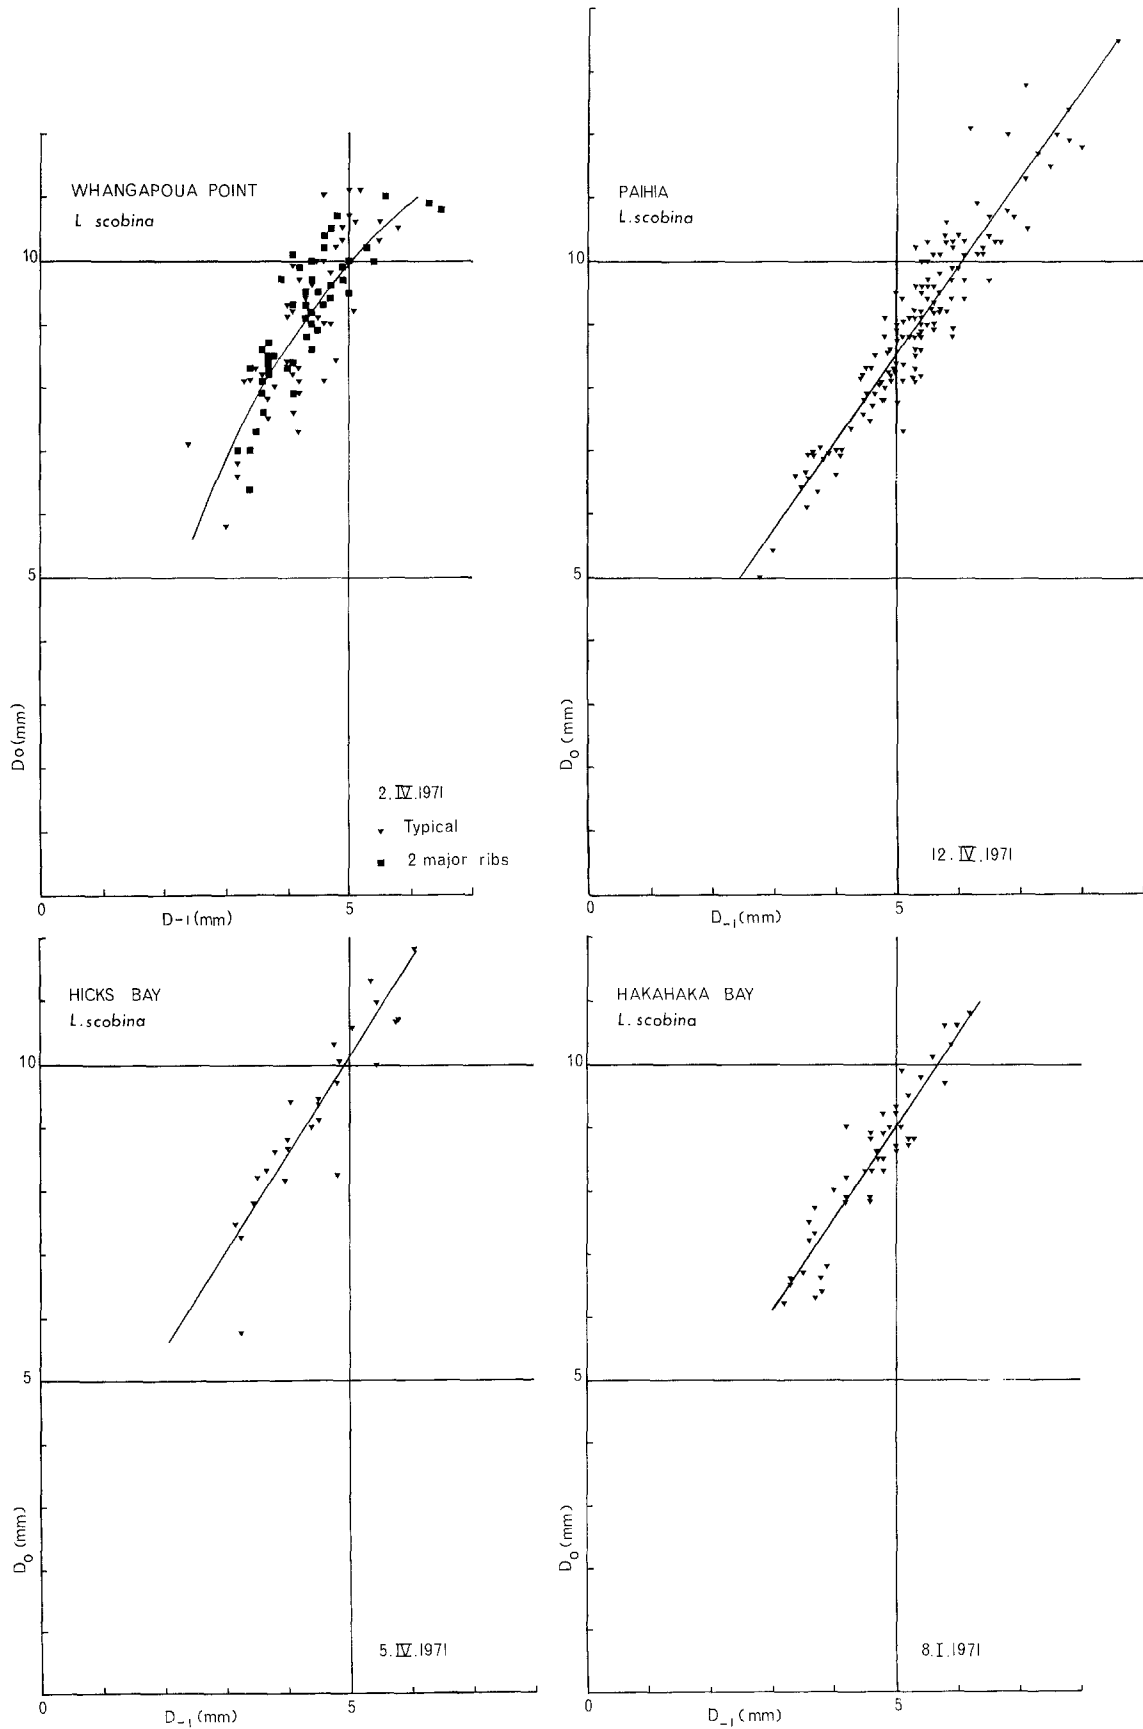 WHANGAPOUA POINT
L scobina
10
5
Do (mm)
2.IV.1971
Typical
2 major ribs
0
5
D-1 (mm)
PAIHIA
L. scobina
10
5
D0 (mm)
12.IV.1971
0
5
D-1 (mm)
HICKS BAY
L. scobina
10
5
D0 (mm)
5.IV.1971
0
5
D-1 (mm)
HAKAHAKA BAY
L. scobina
10
5
D0 (mm)
8.I.1971
0
5
D-1 (mm)